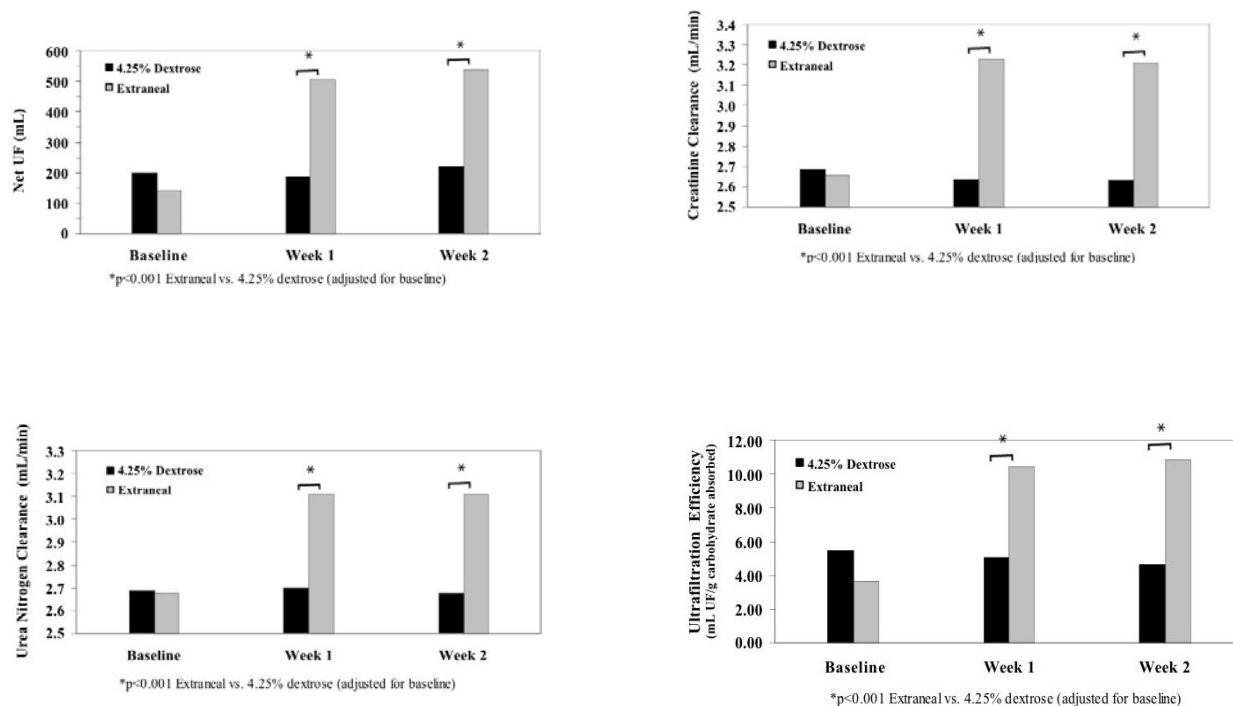 Net UF (mL)
600
500
400
300
200
100
0
4.25% Dextrose
Extraneal
*
*
Baseline
Week 1
Week 2
*p<0.001 Extraneal vs. 4.25% dextrose (adjusted for baseline)
Creatinine Clearance (mL/min)
3.4
3.3
3.2
3.1
3.0
2.9
2.8
2.7
2.6
2.5
4.25% Dextrose
Extraneal
*
*
Baseline
Week 1
Week 2
*p<0.001 Extraneal vs. 4.25% dextrose (adjusted for baseline)
Urea Nitrogen Clearance (mL/min)
3.3
3.2
3.1
3.0
2.9
2.8
2.7
2.6
2.5
4.25% Dextrose
Extraneal
*
*
Baseline
Week 1
Week 2
*p<0.001 Extraneal vs. 4.25% dextrose (adjusted for baseline)
Ultrafiltration Efficiency
(mL UF/g carbohydrate absorbed)
12.00
10.00
8.00
6.00
4.00
2.00
0.00
4.25% Dextrose
Extraneal
*
*
Baseline
Week 1
Week 2
*p<0.001 Extraneal vs. 4.25% dextrose (adjusted for baseline)